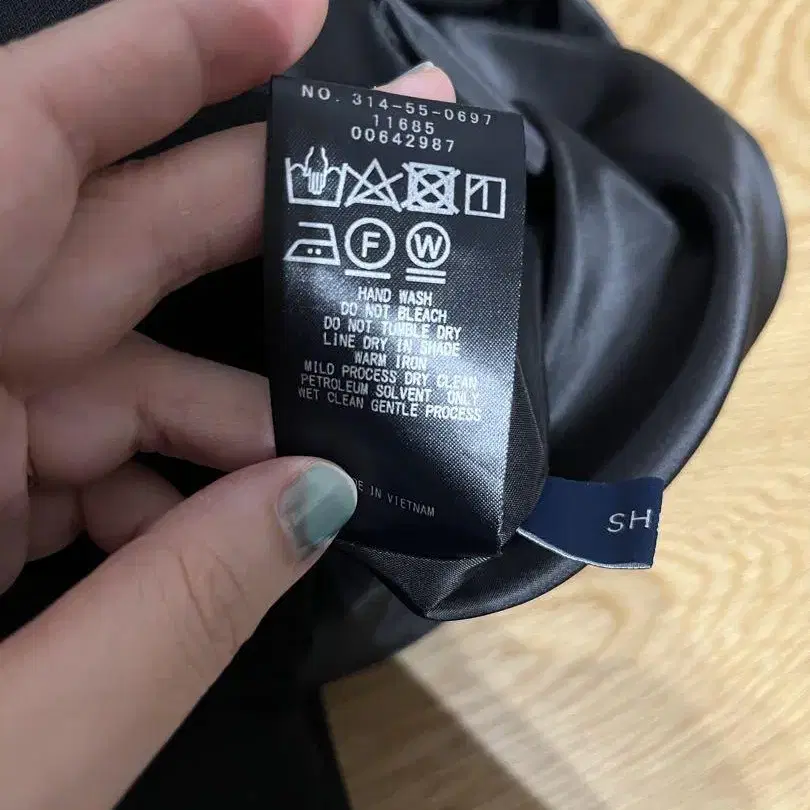 NO. 314-55-0697
11685
00642987
F W
HAND WASH
DO NOT BLEACH
DO NOT TUMBLE DRY
LINE DRY IN SHADE
WARM IRON
MILD PROCESS DRY CLEAN
PETROLEUM SOLVENT ONLY
WET CLEAN GENTLE PROCESS
IN VIETNAM
SH